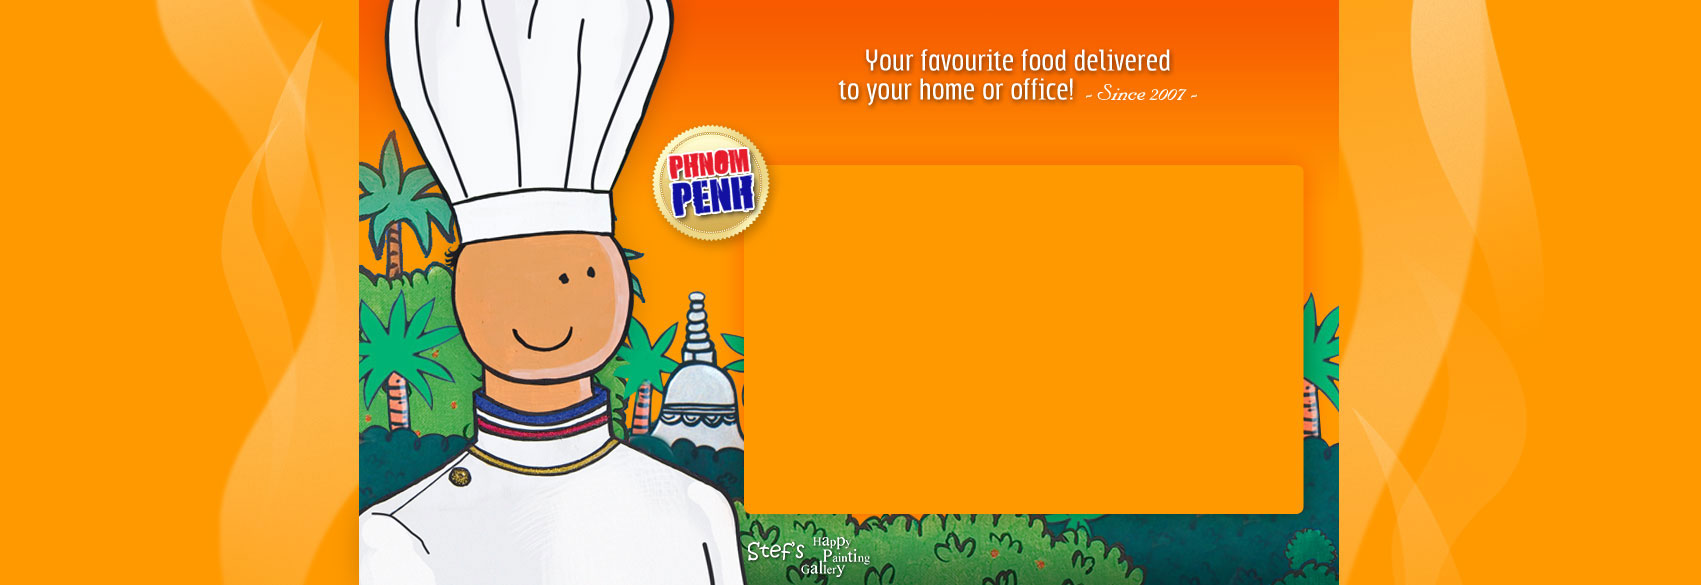 Your favourite food delivered
to your home or office! ~ Since 2007 ~
PHNOM
PENH
Stef's Happy
Painting
Gallery